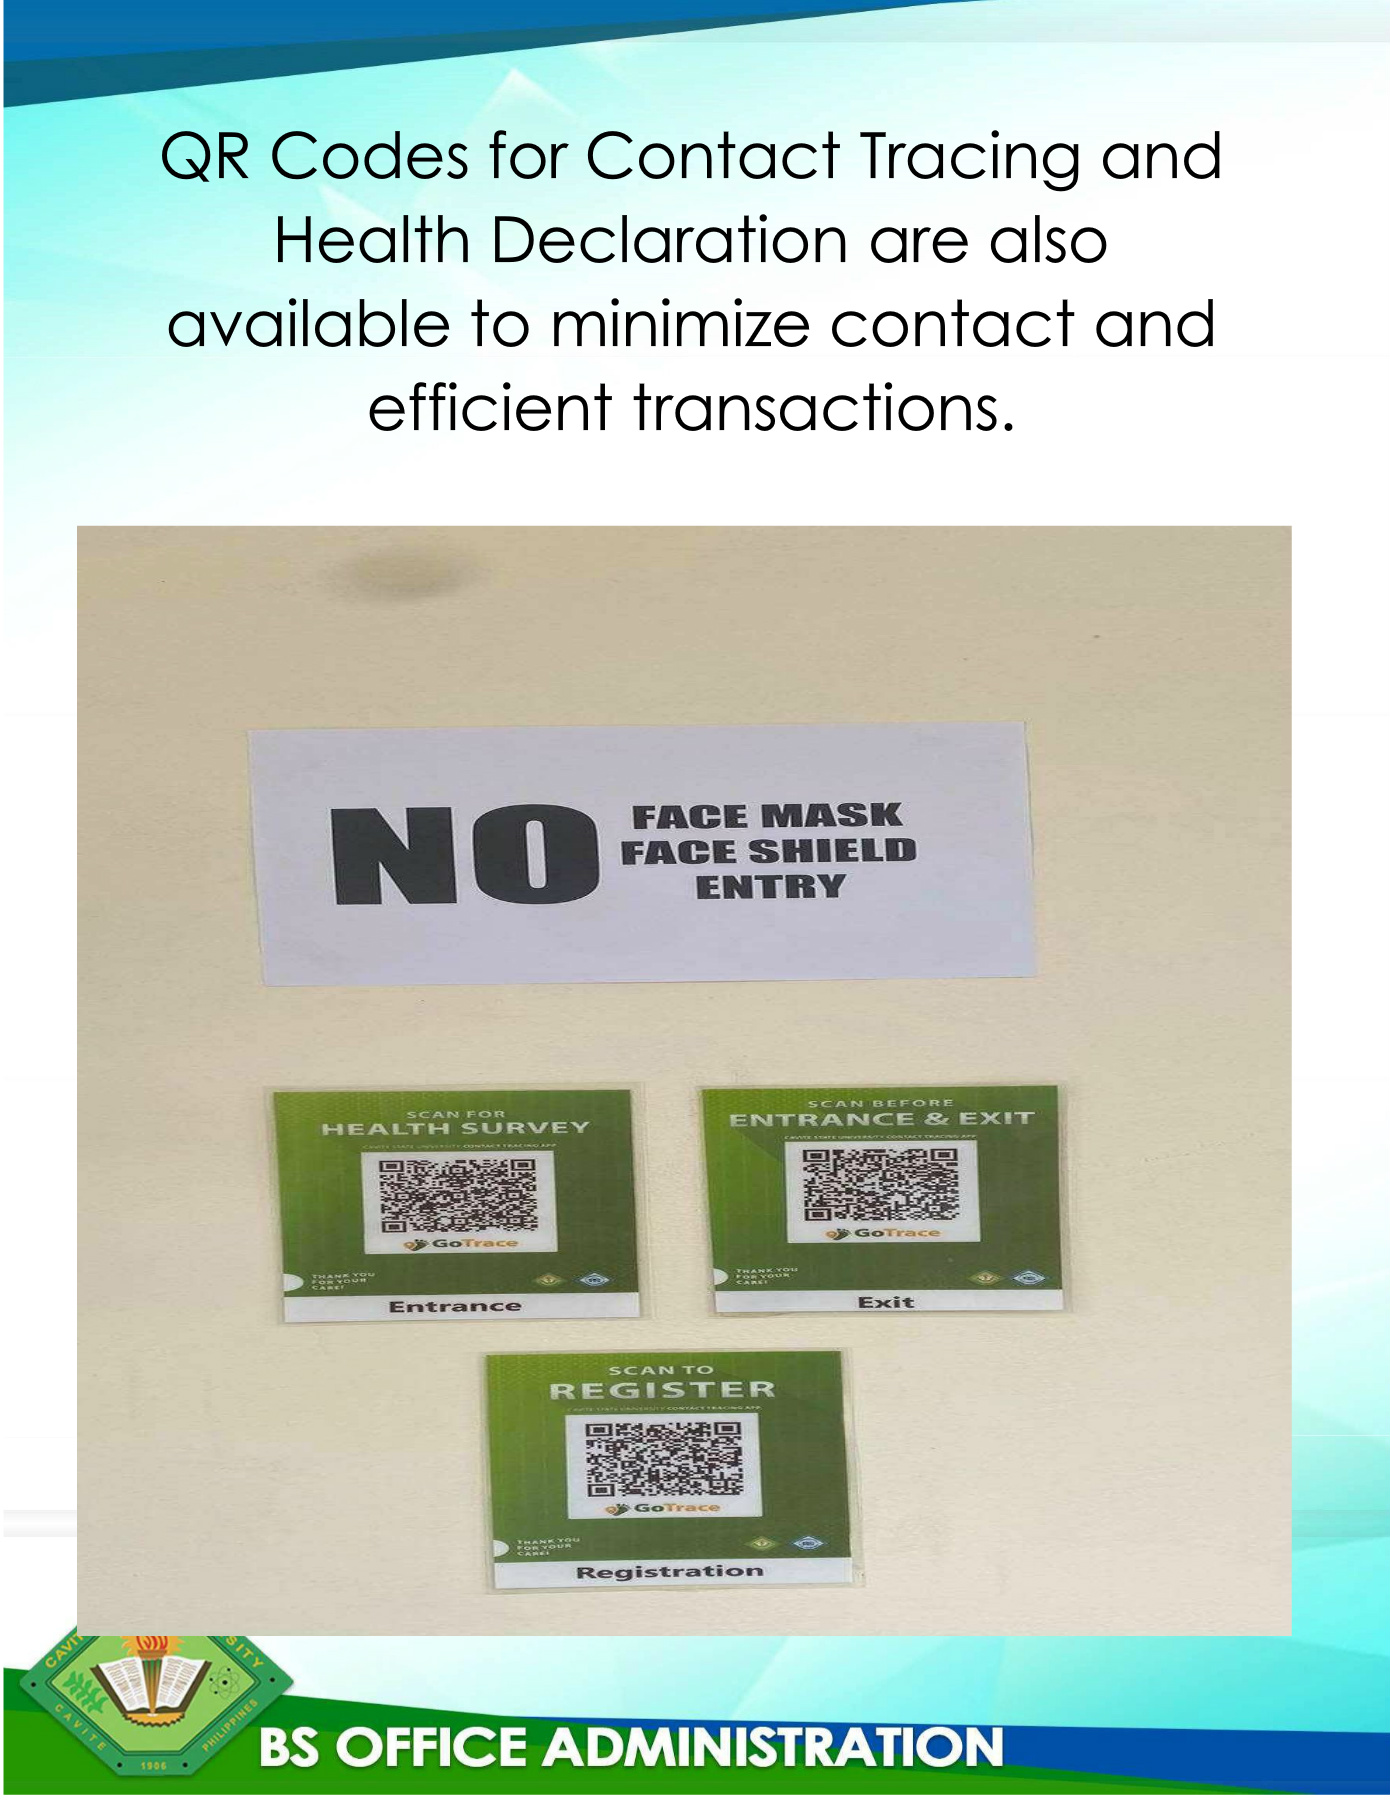 QR Codes for Contact Tracing and
Health Declaration are also
available to minimize contact and
efficient transactions.
NO
FACE MASK
FACE SHIELD
ENTRY
SCAN FOR
HEALTH SURVEY
CAVITE STATE UNIVERSITY CONTACT TRACING APP
GoTrace
THANK YOU
FOR YOUR
CARE!
Entrance
SCAN BEFORE
ENTRANCE & EXIT
CAVITE STATE UNIVERSITY CONTACT TRACING APP
GoTrace
THANK YOU
FOR YOUR
CARE!
Exit
SCAN TO
REGISTER
CAVITE STATE UNIVERSITY CONTACT TRACING APP
GoTrace
THANK YOU
FOR YOUR
CARE!
Registration
CAVITE
PHILIPPINES
1906
BS OFFICE ADMINISTRATION